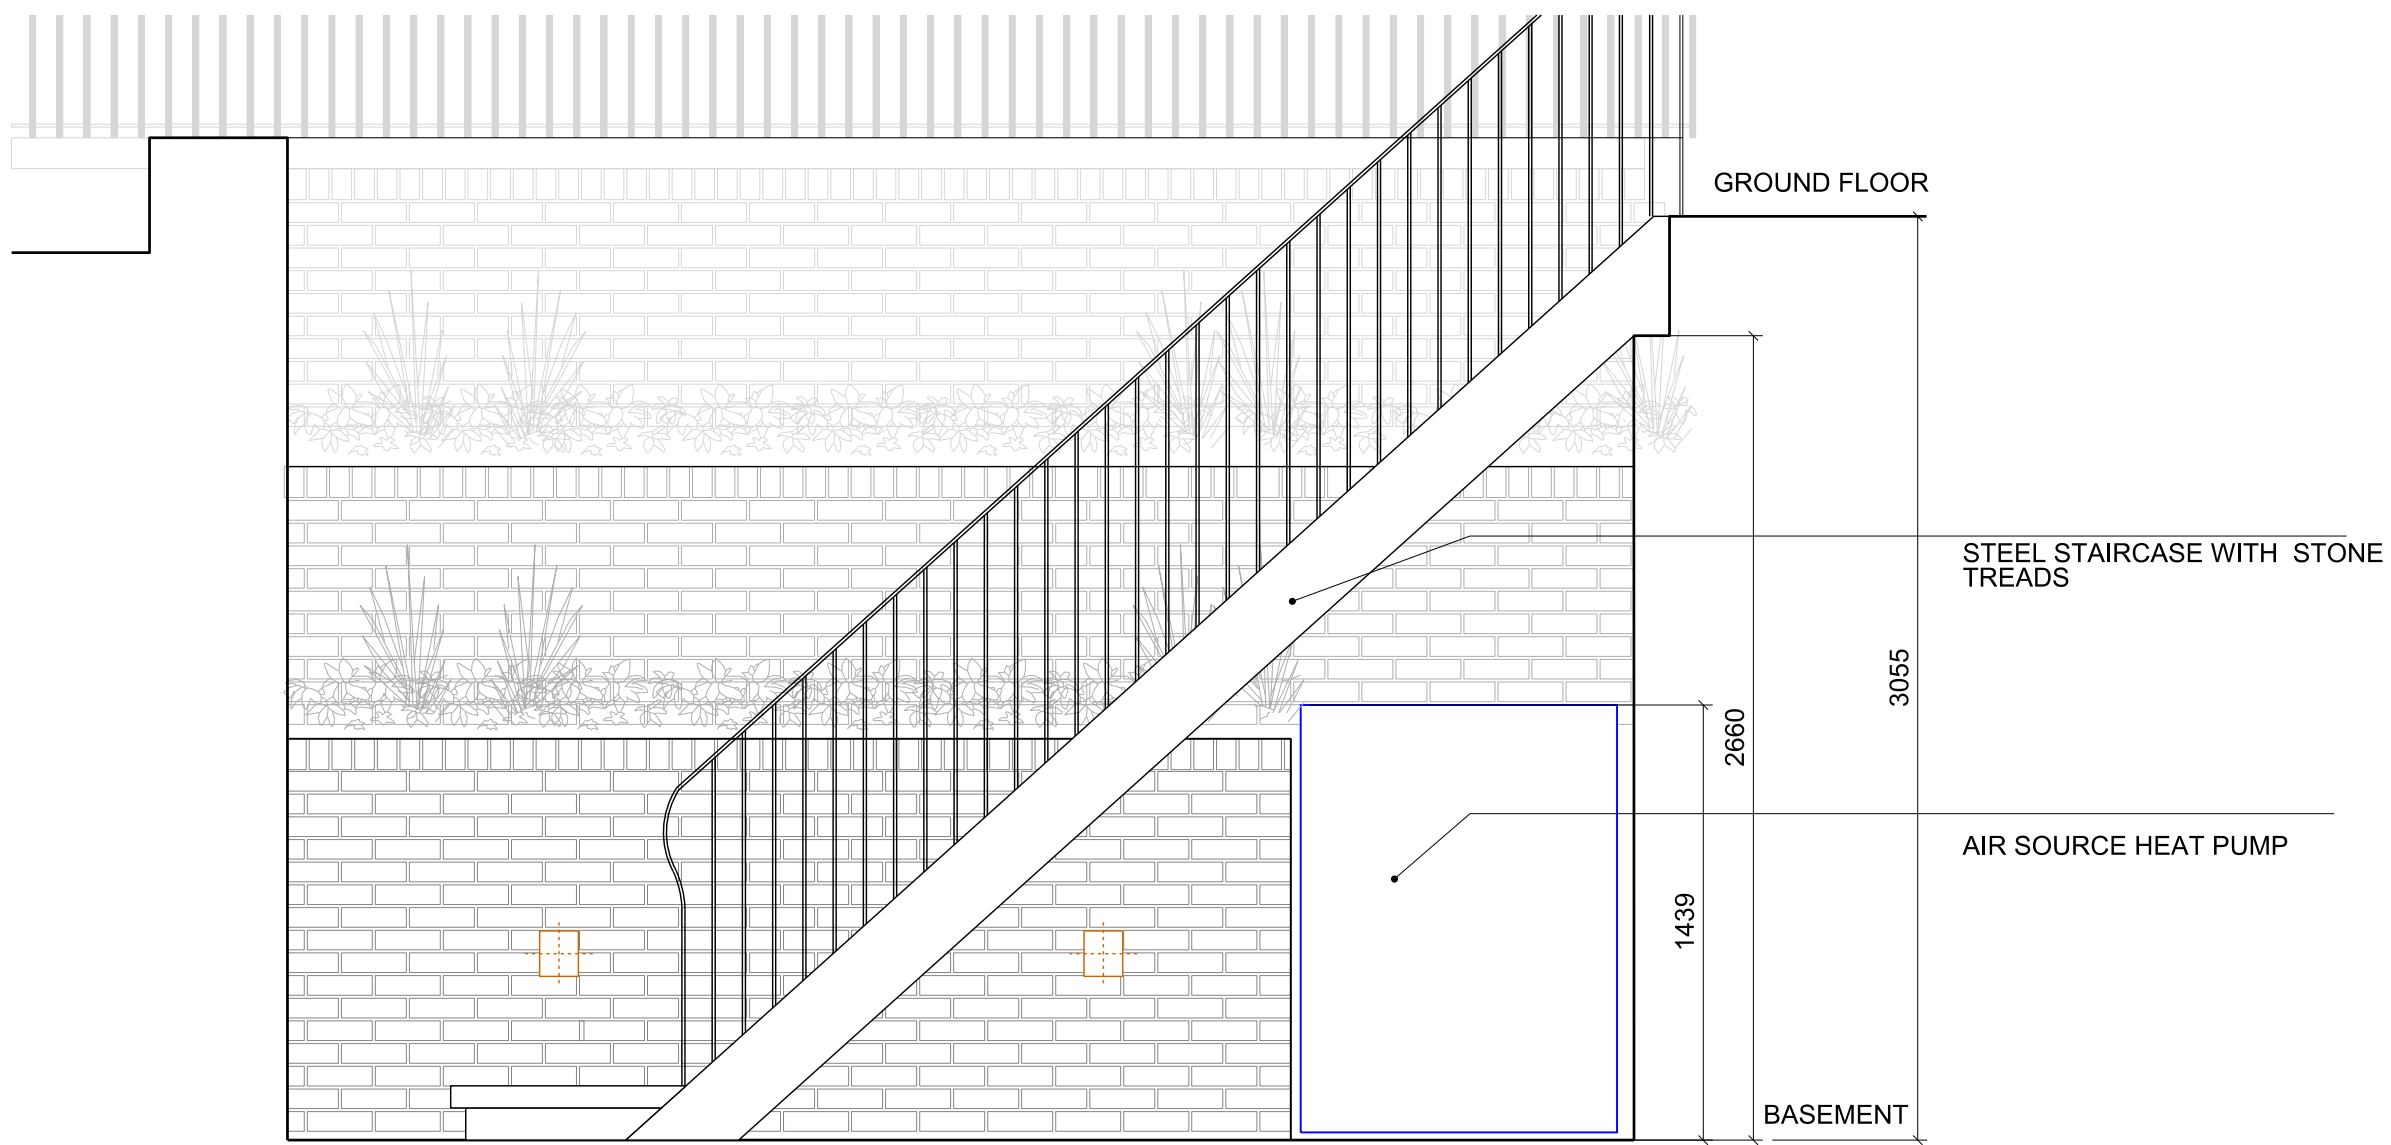 GROUND FLOOR
STEEL STAIRCASE WITH STONE
TREADS
3055
2660
AIR SOURCE HEAT PUMP
1439
BASEMENT